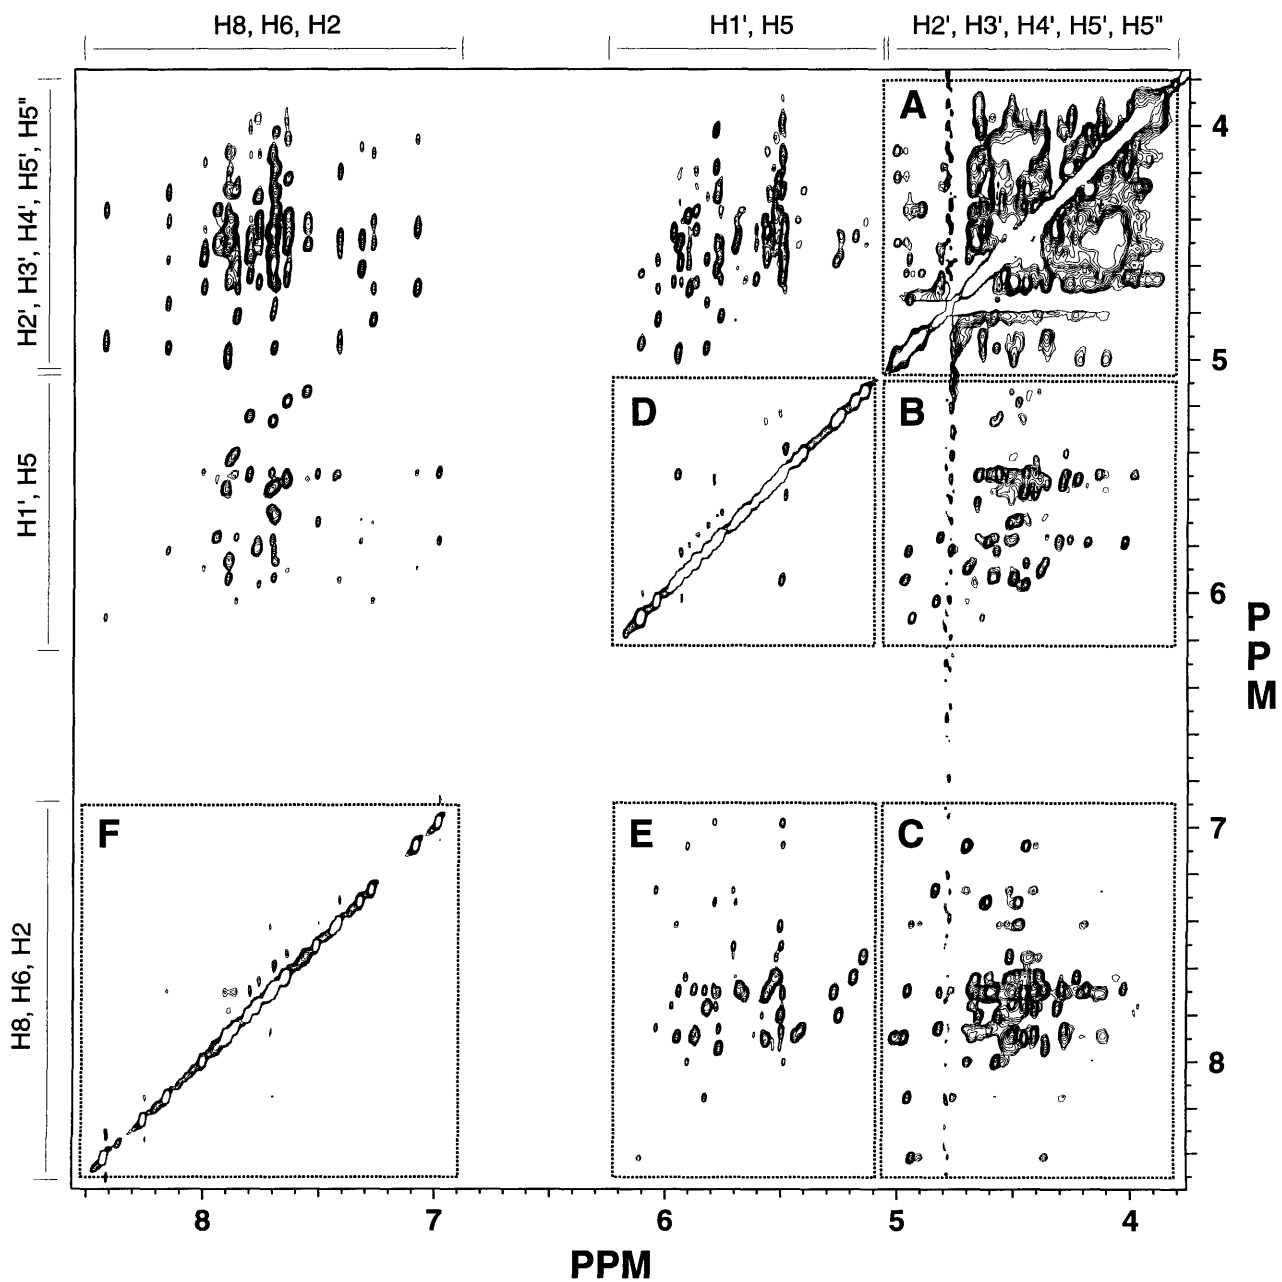 H8, H6, H2
H1', H5
H2', H3', H4', H5', H5"
H2', H3', H4', H5', H5"
H1', H5
H8, H6, H2
A
D
B
F
E
C
4
5
6
7
8
P
P
M
8
7
6
5
4
PPM